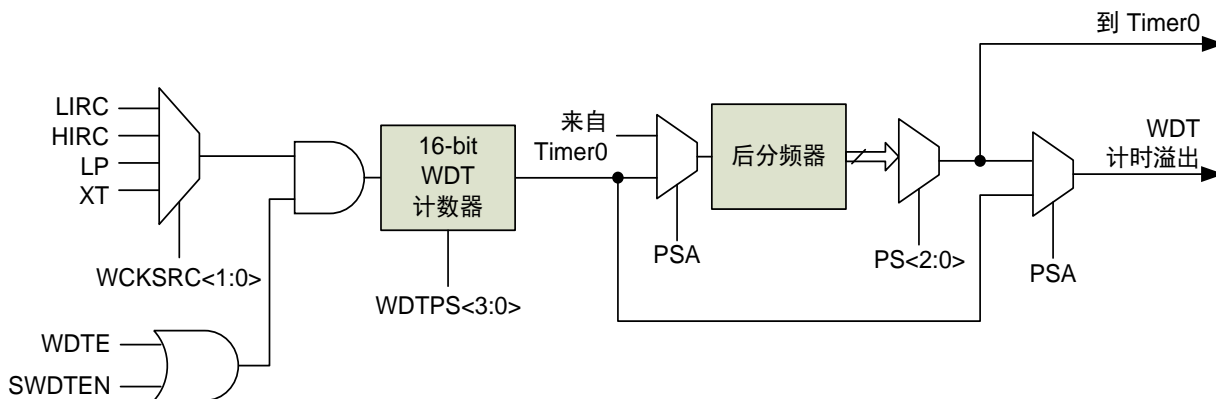 到 Timer0
LIRC
HIRC
LP
XT
WCKSRC<1:0>
WDTE
SWDTEN
16-bit
WDT
计数器
WDTPS<3:0>
来自
Timer0
PSA
后分频器
PS<2:0>
PSA
WDT
计时溢出